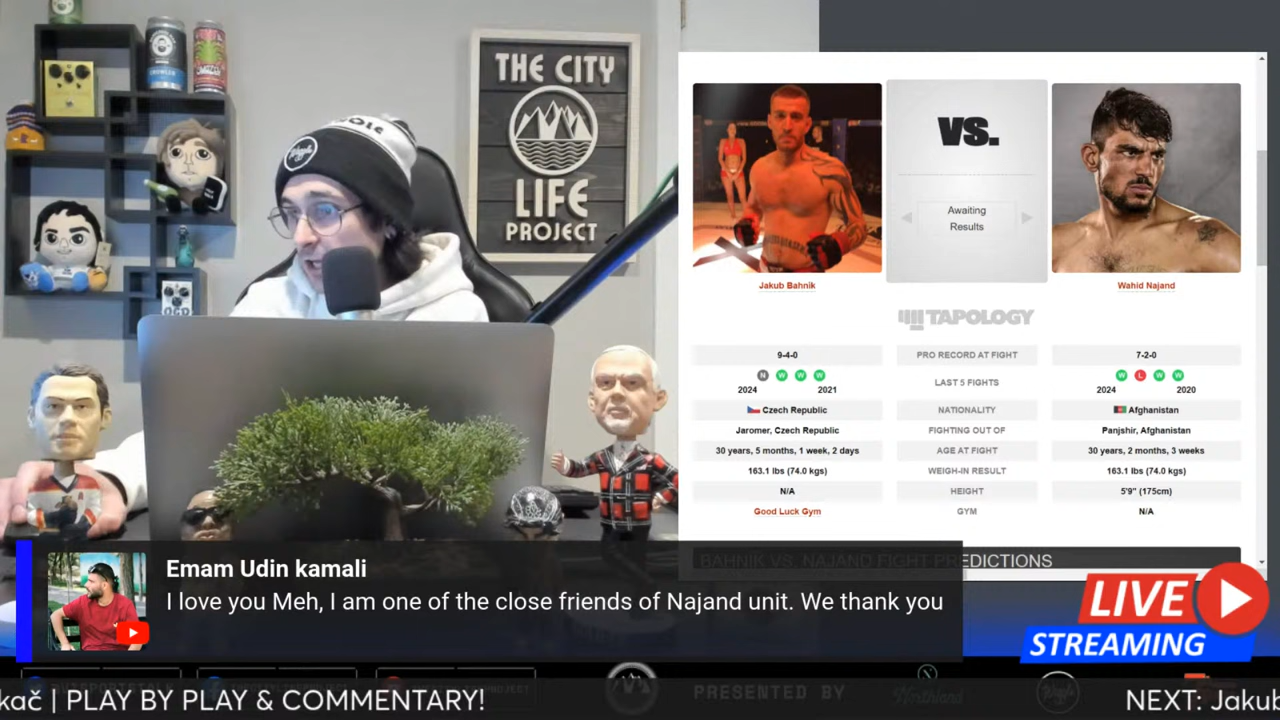 THE CITY
LIFE
PROJECT
VS.
Awaiting
Results
Jakub Bahník
Wahid Najand
TAPOLOGY
9-4-0
PRO RECORD AT FIGHT
7-2-0
N W W W
LAST 5 FIGHTS
W L W W
2024
2021
2024
2020
Czech Republic
NATIONALITY
Afghanistan
Jaromer, Czech Republic
FIGHTING OUT OF
Panjshir, Afghanistan
30 years, 5 months, 1 week, 2 days
AGE AT FIGHT
30 years, 2 months, 3 weeks
163.1 lbs (74.0 kgs)
WEIGH-IN RESULT
163.1 lbs (74.0 kgs)
N/A
HEIGHT
5'9" (175cm)
Good Luck Gym
GYM
N/A
BAHNÍK VS. NAJAND FIGHT PREDICTIONS
Emam Udin kamali
I love you Meh, I am one of the close friends of Najand unit. We thank you
LIVE
STREAMING
PRESENTED BY
kač | PLAY BY PLAY & COMMENTARY!
NEXT: Jakub